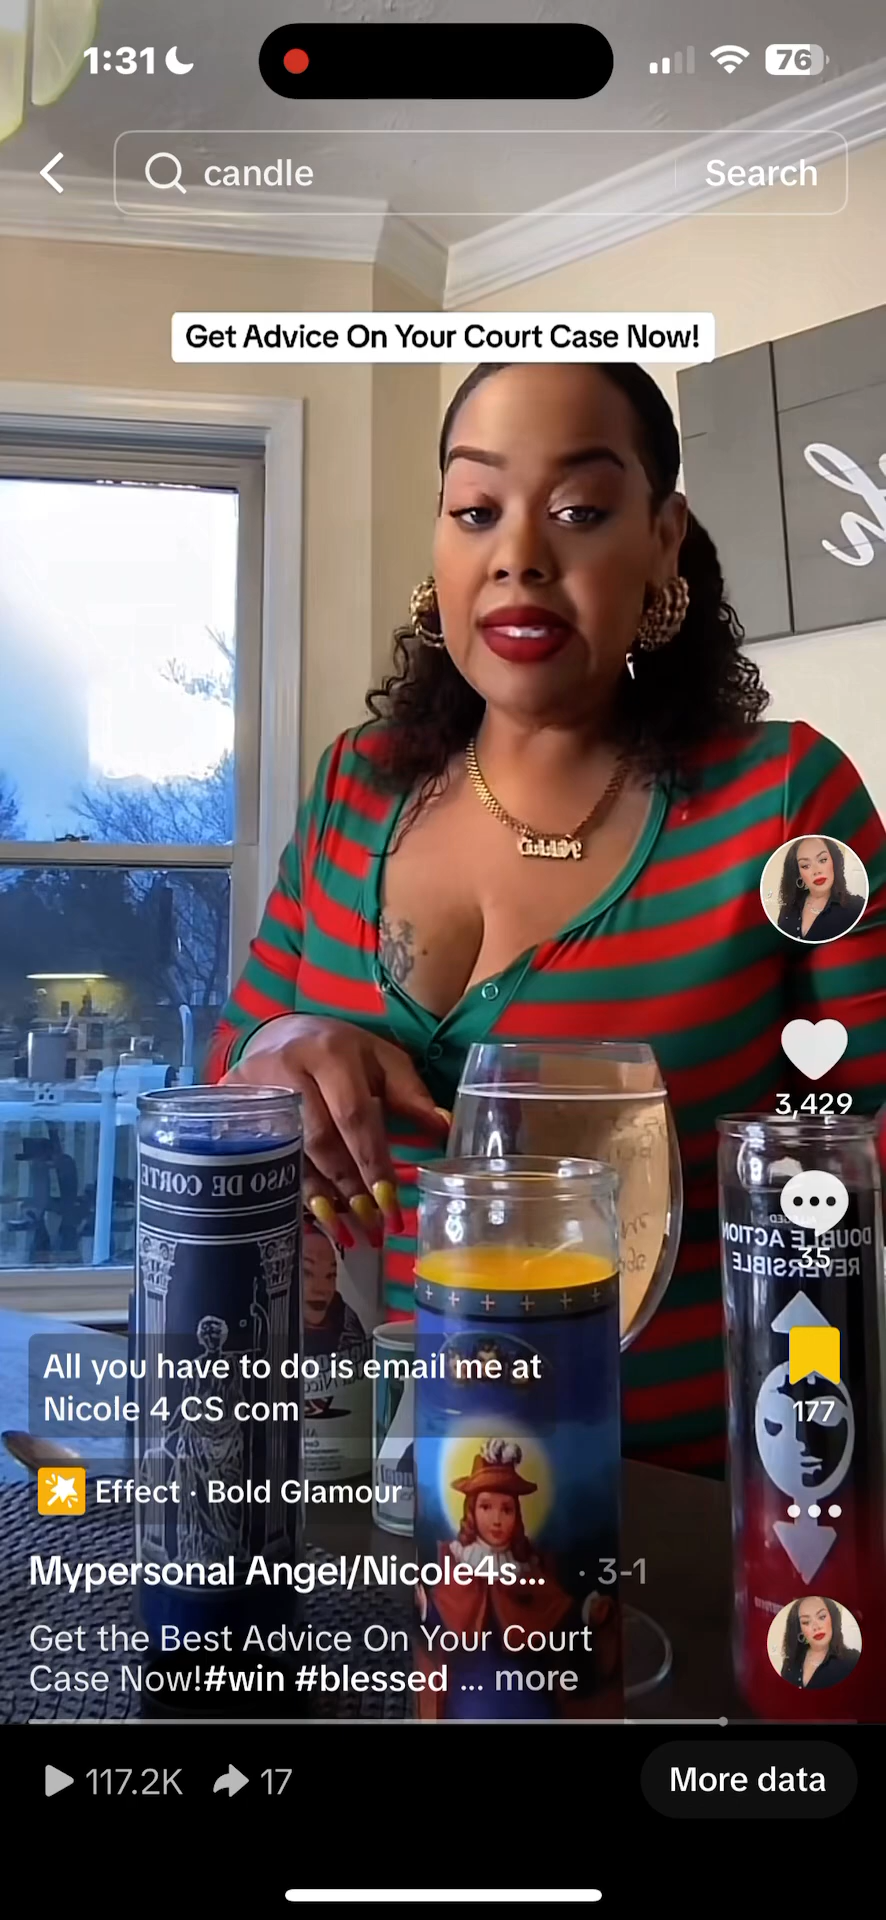 1:31
76
candle
Search
Get Advice On Your Court Case Now!
CASO DE CORTE
3,429
DOUBLE ACTION
REVERSIBLE
35
All you have to do is email me at
Nicole 4 CS com
177
Effect · Bold Glamour
Mypersonal Angel/Nicole4s... · 3-1
Get the Best Advice On Your Court
Case Now!#win #blessed ... more
117.2K
17
More data